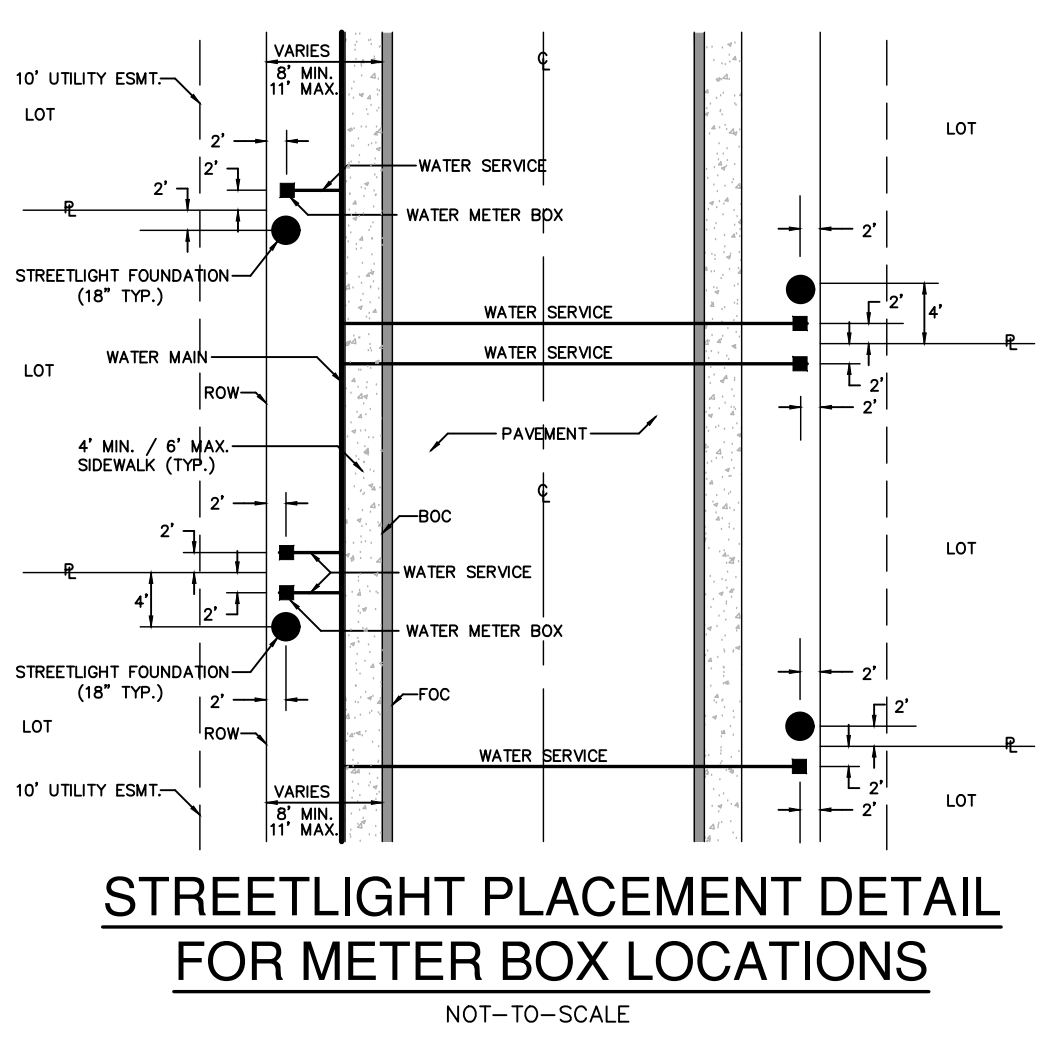 VARIES
8' MIN.
11' MAX.
℄
10' UTILITY ESMT.
LOT
LOT
2'
WATER SERVICE
2'
2'
℄
WATER METER BOX
2'
STREETLIGHT FOUNDATION
(18" TYP.)
WATER SERVICE
2'
4'
WATER MAIN
WATER SERVICE
℄
LOT
2'
ROW
2'
4' MIN. / 6' MAX.
SIDEWALK (TYP.)
PAVEMENT
2'
℄
BOC
2'
LOT
℄
WATER SERVICE
4'
2'
WATER METER BOX
STREETLIGHT FOUNDATION
(18" TYP.)
2'
2'
FOC
2'
LOT
ROW
℄
WATER SERVICE
10' UTILITY ESMT.
VARIES
8' MIN.
11' MAX.
2'
2'
LOT
STREETLIGHT PLACEMENT DETAIL
FOR METER BOX LOCATIONS
NOT-TO-SCALE